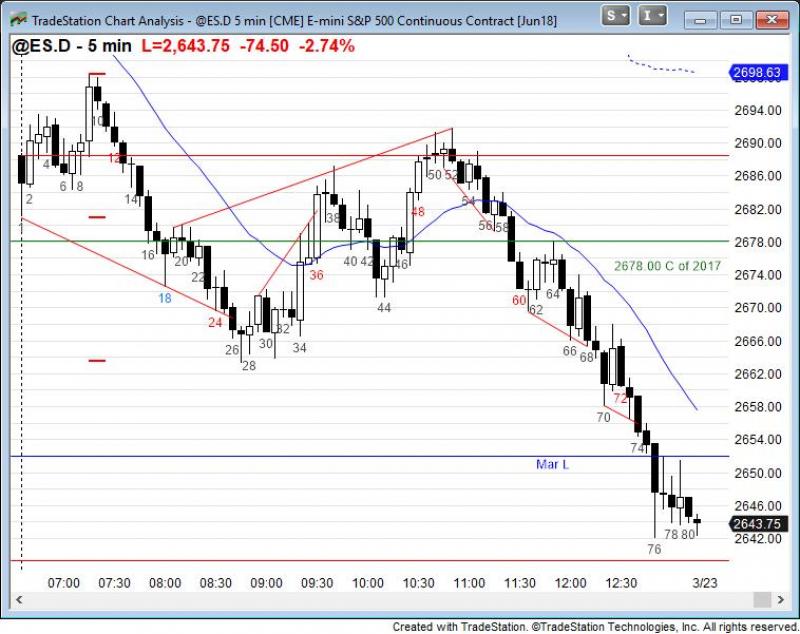 TradeStation Chart Analysis - @ES.D 5 min [CME] E-mini S&P 500 Continuous Contract [Jun18]
S I
@ES.D - 5 min L=2,643.75 -74.50 -2.74%
2698.63
2694.00
2690.00
2686.00
2682.00
2678.00
2674.00
2670.00
2666.00
2662.00
2658.00
2654.00
2650.00
2646.00
2643.75
2642.00
2678.00 C of 2017
Mar L
1 2 4 6 8 10 12 14 16 18 20 22 24 26 28 30 32 34 36 38 40 42 44 46 48 50 52 54 56 58 60 62 64 66 68 70 72 74 76 78 80
07:00 07:30 08:00 08:30 09:00 09:30 10:00 10:30 11:00 11:30 12:00 12:30 3/23
Created with TradeStation. ©TradeStation Technologies, Inc. All rights reserved.